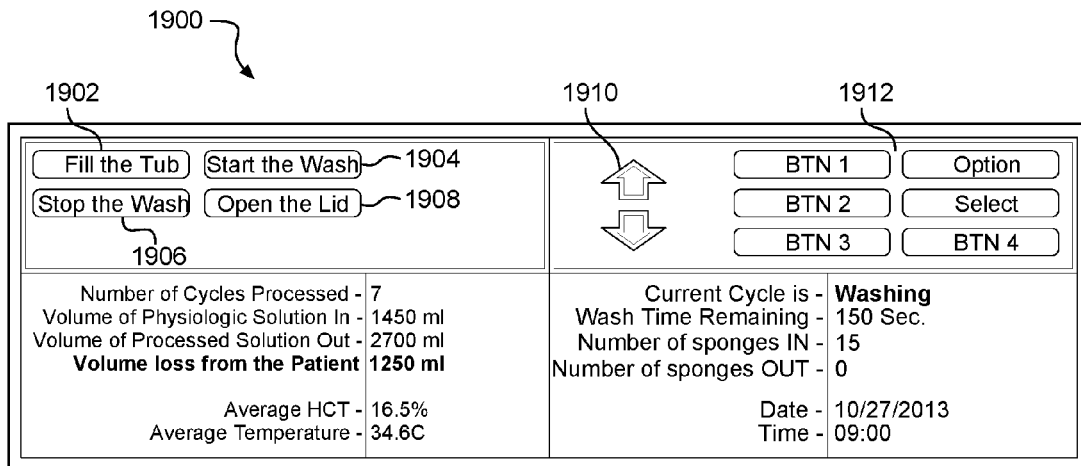 1900
1902
1910
1912
Fill the Tub
Start the Wash
1904
Stop the Wash
Open the Lid
1908
1906
BTN 1
Option
BTN 2
Select
BTN 3
BTN 4
Number of Cycles Processed - 7
Volume of Physiologic Solution In - 1450 ml
Volume of Processed Solution Out - 2700 ml
Volume loss from the Patient 1250 ml
Average HCT - 16.5%
Average Temperature - 34.6C
Current Cycle is - Washing
Wash Time Remaining - 150 Sec.
Number of sponges IN - 15
Number of sponges OUT - 0
Date - 10/27/2013
Time - 09:00